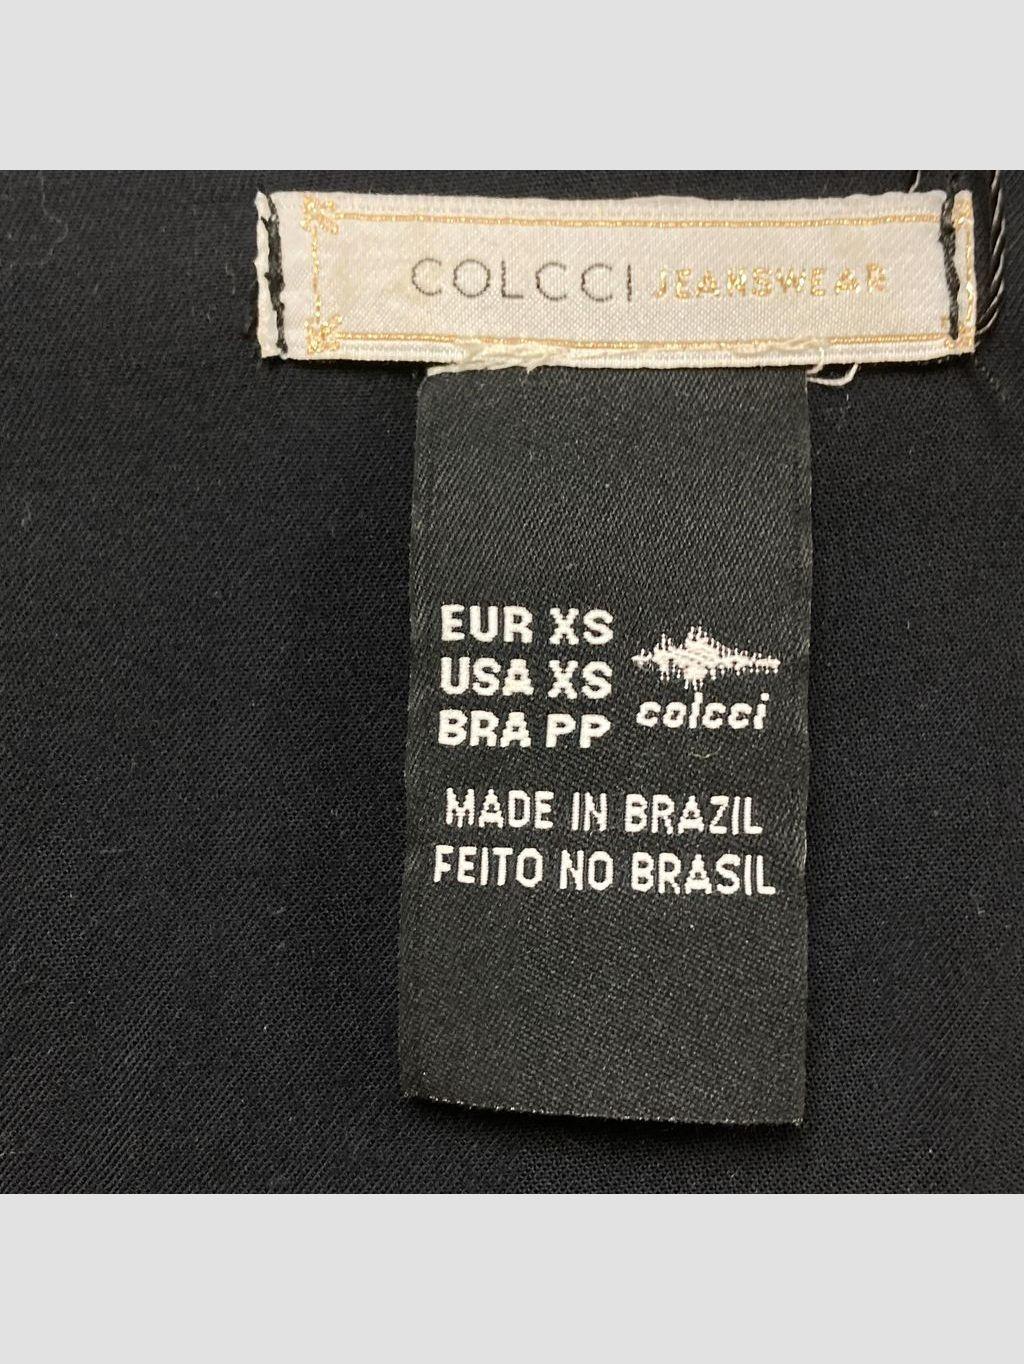 COLCCI JEANSWEAR
EUR XS
USA XS
BRA PP
colcci
MADE IN BRAZIL
FEITO NO BRASIL